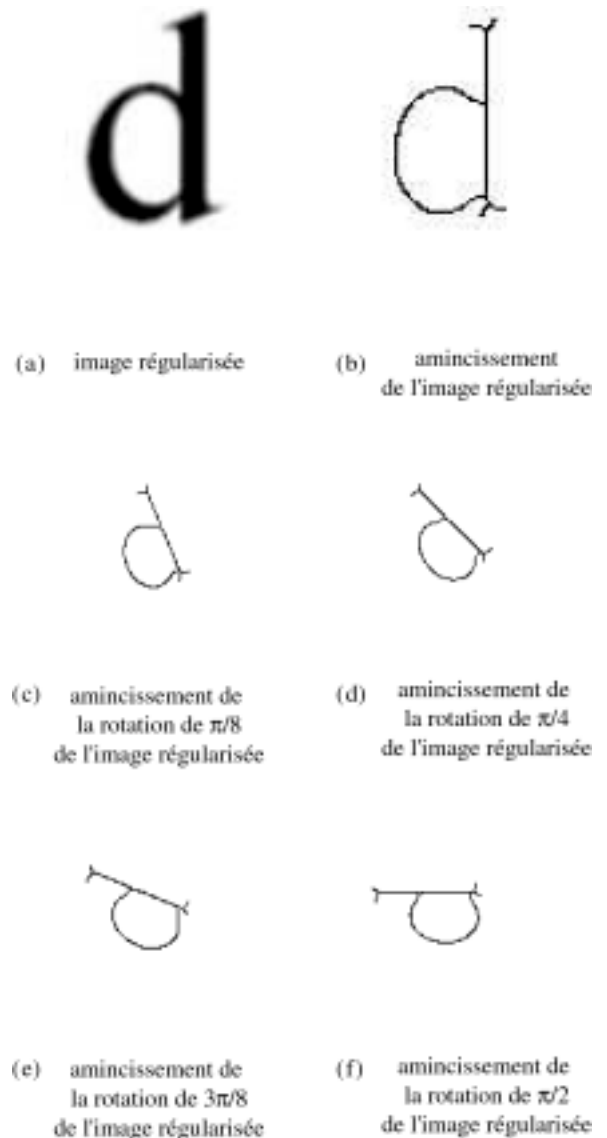 d
(a) image régularisée
(b) amincissement
de l'image régularisée
(c) amincissement de
la rotation de π/8
de l'image régularisée
(d) amincissement de
la rotation de π/4
de l'image régularisée
(e) amincissement de
la rotation de 3π/8
de l'image régularisée
(f) amincissement de
la rotation de π/2
de l'image régularisée